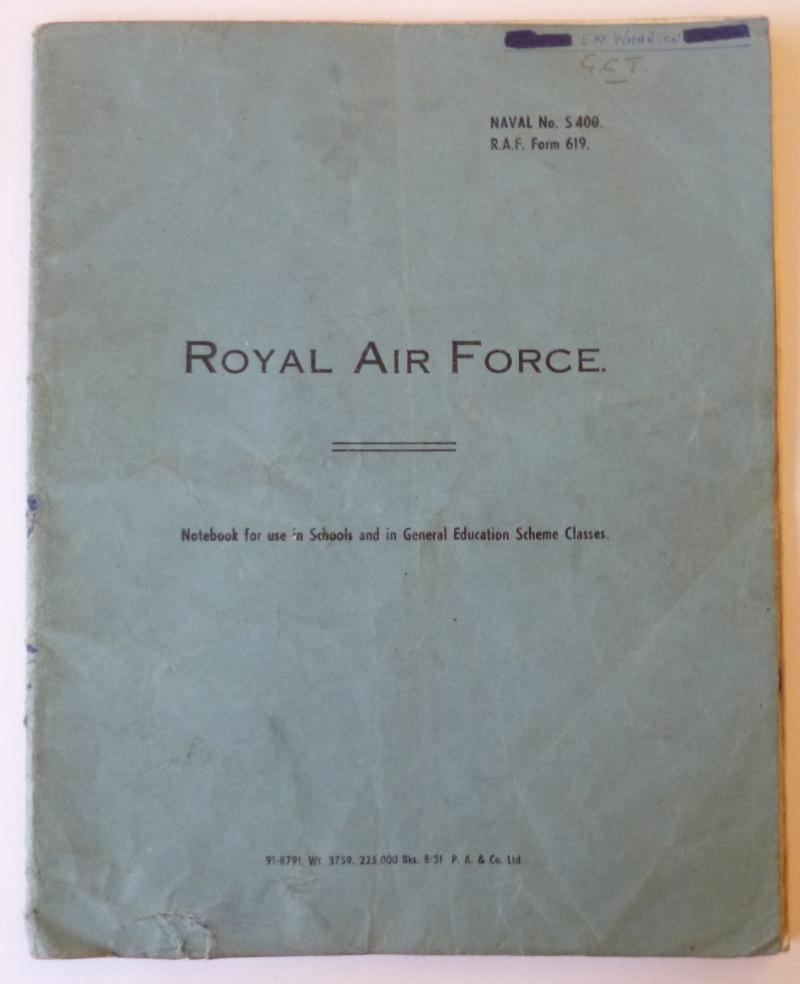 E.N. WHARTON
G.C.T.
NAVAL No. S 400.
R.A.F. Form 619.
ROYAL AIR FORCE.
Notebook for use in Schools and in General Education Scheme Classes.
91-8791 Wt. 3759. 225,000 Bks. 8/51 P. A. & Co. Ltd